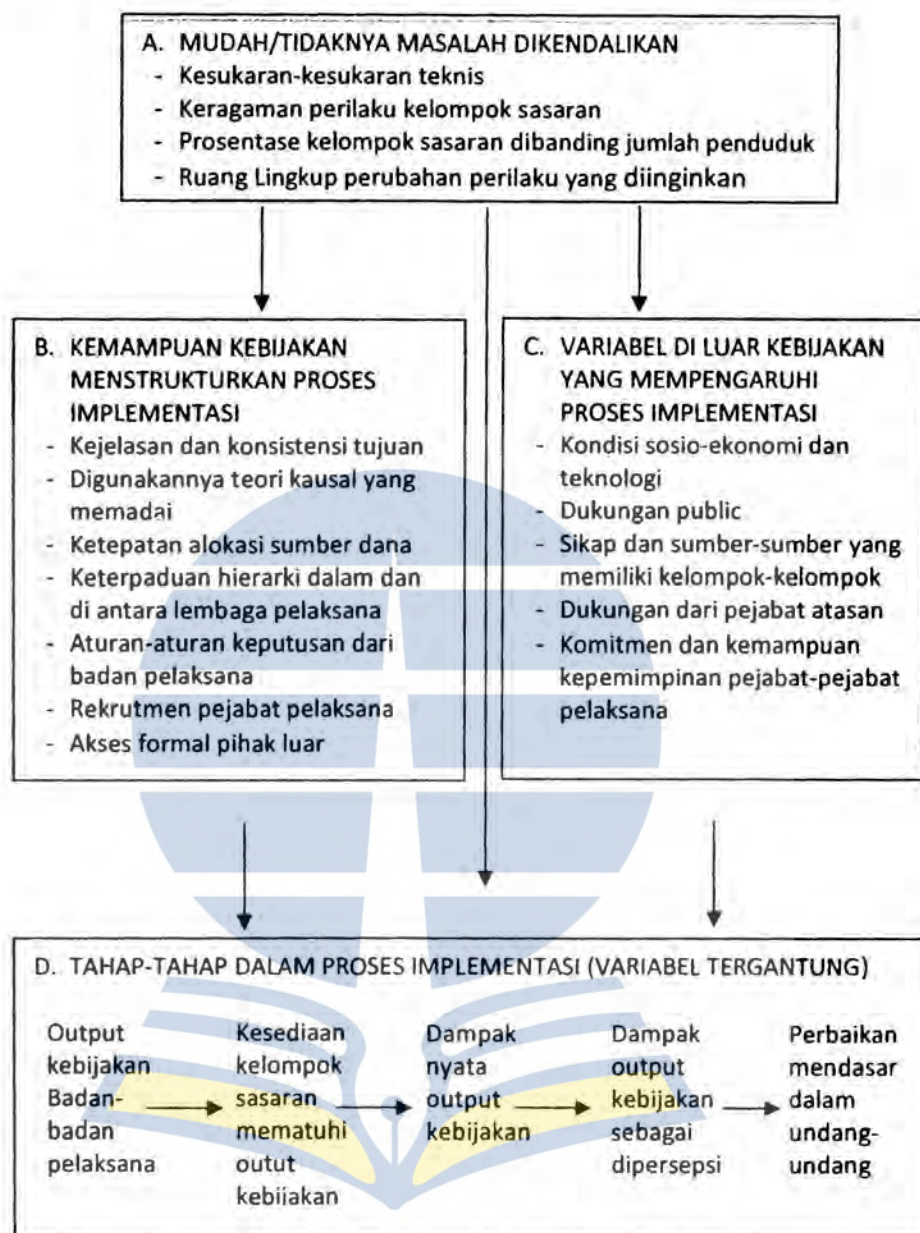 A. MUDAH/TIDAKNYA MASALAH DIKENDALIKAN
- Kesukaran-kesukaran teknis
- Keragaman perilaku kelompok sasaran
- Prosentase kelompok sasaran dibanding jumlah penduduk
- Ruang Lingkup perubahan perilaku yang diinginkan
B. KEMAMPUAN KEBIJAKAN
MENSTRUKTURKAN PROSES
IMPLEMENTASI
- Kejelasan dan konsistensi tujuan
- Digunakannya teori kausal yang
memadai
- Ketepatan alokasi sumber dana
- Keterpaduan hierarki dalam dan
di antara lembaga pelaksana
- Aturan-aturan keputusan dari
badan pelaksana
- Rekrutmen pejabat pelaksana
- Akses formal pihak luar
C. VARIABEL DI LUAR KEBIJAKAN
YANG MEMPENGARUHI
PROSES IMPLEMENTASI
- Kondisi sosio-ekonomi dan
teknologi
- Dukungan public
- Sikap dan sumber-sumber yang
memiliki kelompok-kelompok
- Dukungan dari pejabat atasan
- Komitmen dan kemampuan
kepemimpinan pejabat-pejabat
pelaksana
D. TAHAP-TAHAP DALAM PROSES IMPLEMENTASI (VARIABEL TERGANTUNG)
Output
kebijakan
Badan-
badan
pelaksana
Kesediaan
kelompok
sasaran
mematuhi
outut
kebijakan
Dampak
nyata
output
kebijakan
Dampak
output
kebijakan
sebagai
dipersepsi
Perbaikan
mendasar
dalam
undang-
undang